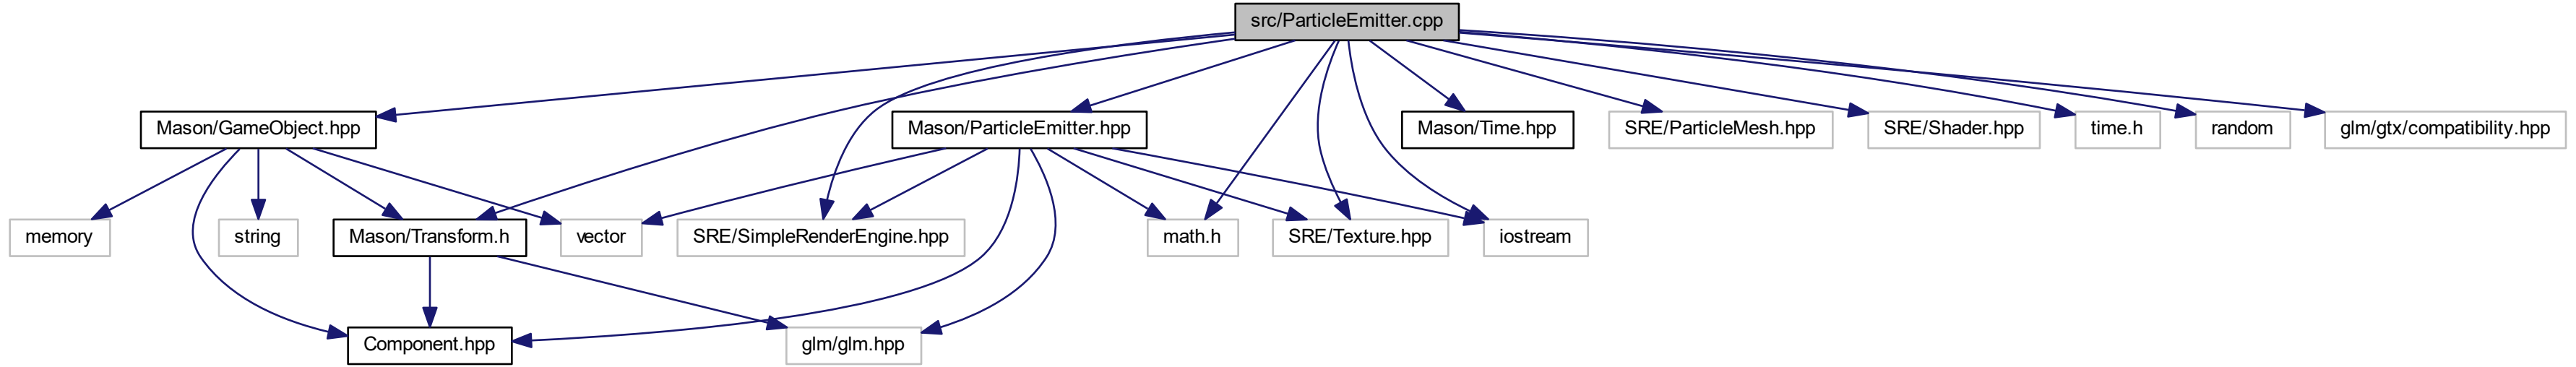 src/ParticleEmitter.cpp
Mason/GameObject.hpp
Mason/ParticleEmitter.hpp
Mason/Time.hpp
SRE/ParticleMesh.hpp
SRE/Shader.hpp
time.h
random
glm/gtx/compatibility.hpp
memory
string
Mason/Transform.h
vector
SRE/SimpleRenderEngine.hpp
math.h
SRE/Texture.hpp
iostream
Component.hpp
glm/glm.hpp